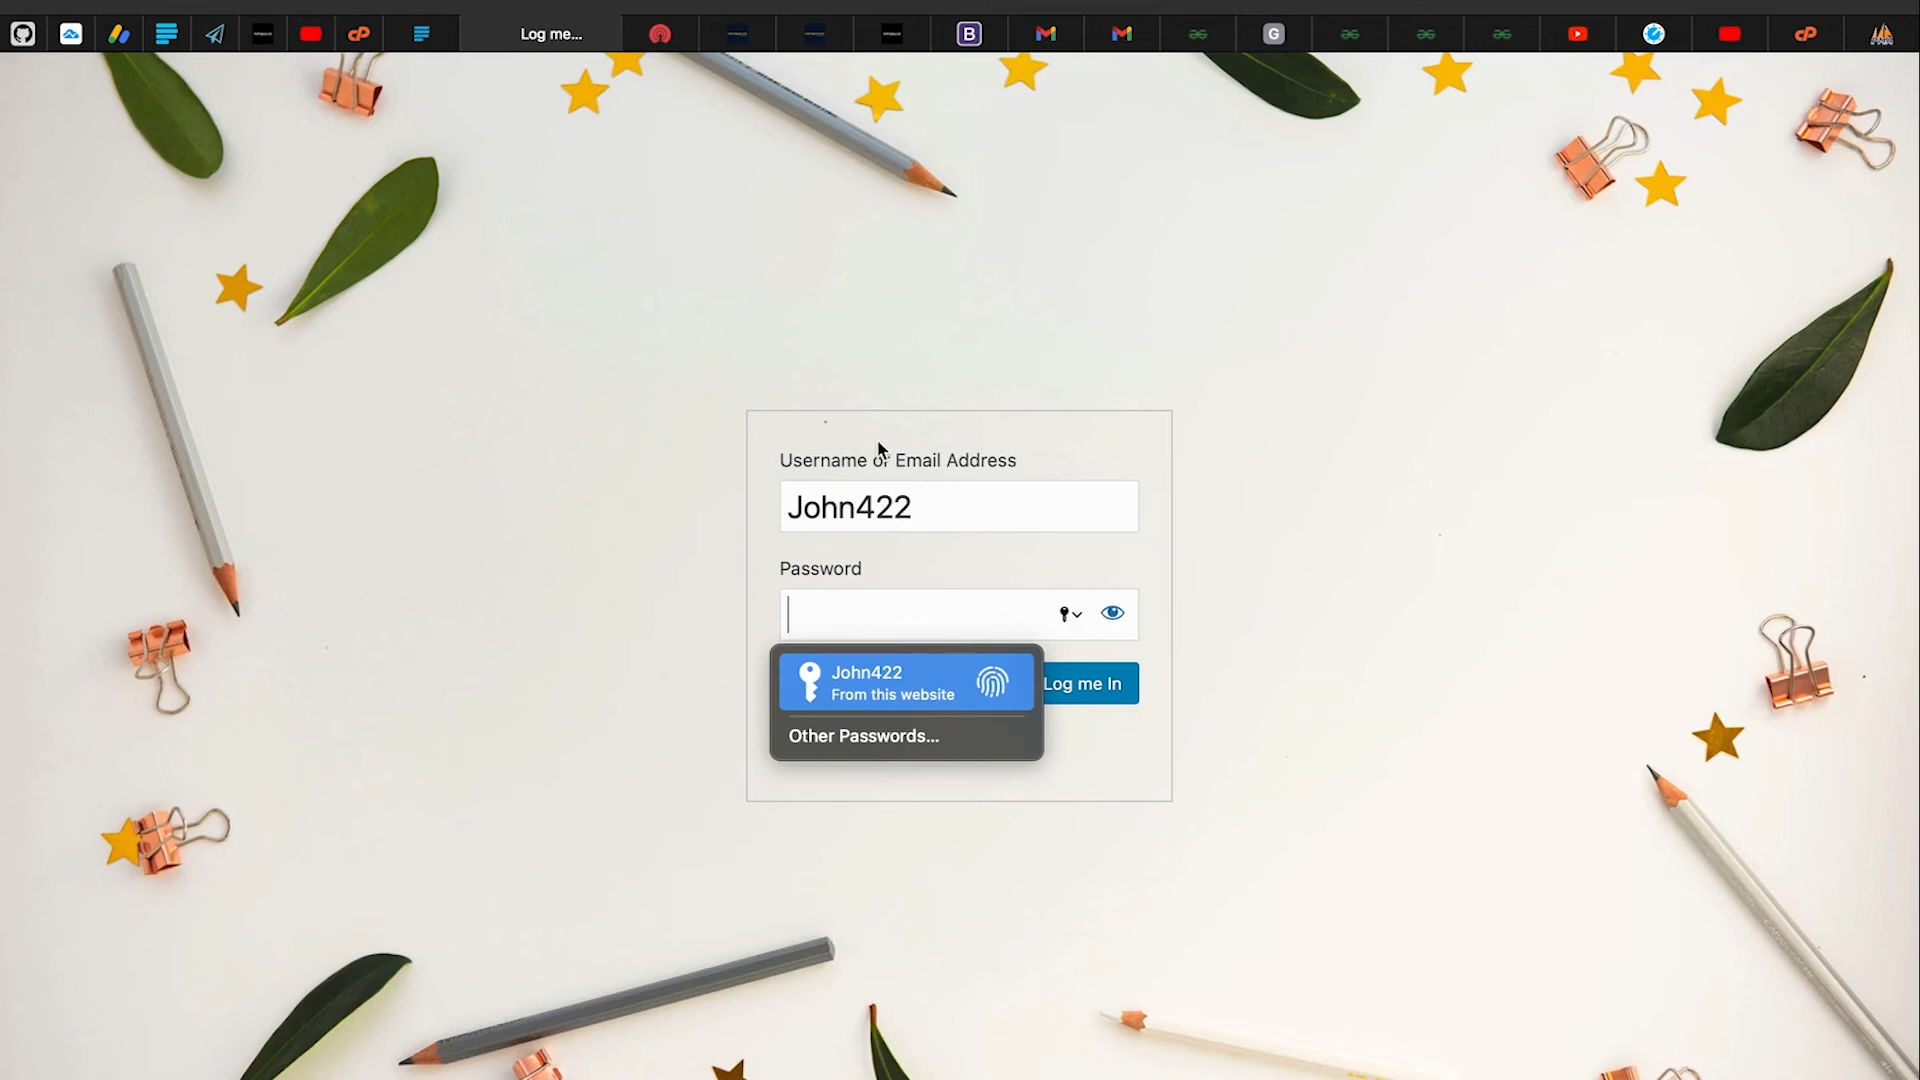 Log me...
B
G
Username or Email Address
John422
Password
John422
From this website
Log me In
Other Passwords...